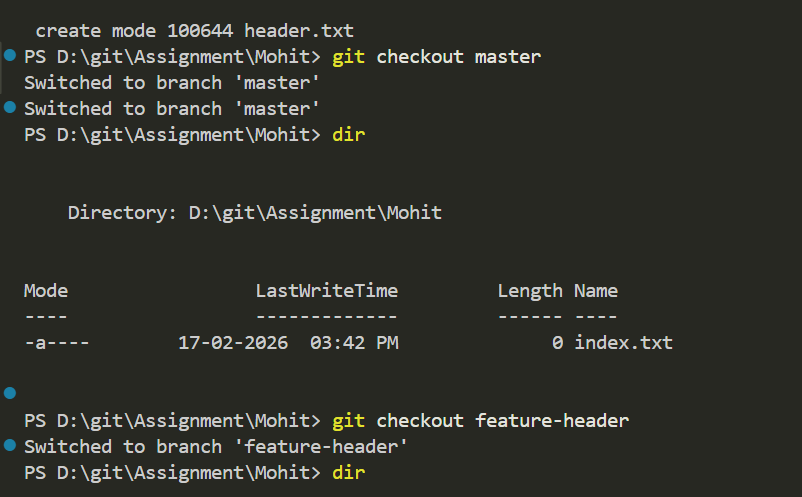 create mode 100644 header.txt
PS D:\git\Assignment\Mohit> git checkout master
Switched to branch 'master'
Switched to branch 'master'
PS D:\git\Assignment\Mohit> dir
Directory: D:\git\Assignment\Mohit
Mode LastWriteTime Length Name
---- ------------- ------ ----
-a---- 17-02-2026 03:42 PM 0 index.txt
PS D:\git\Assignment\Mohit> git checkout feature-header
Switched to branch 'feature-header'
PS D:\git\Assignment\Mohit> dir